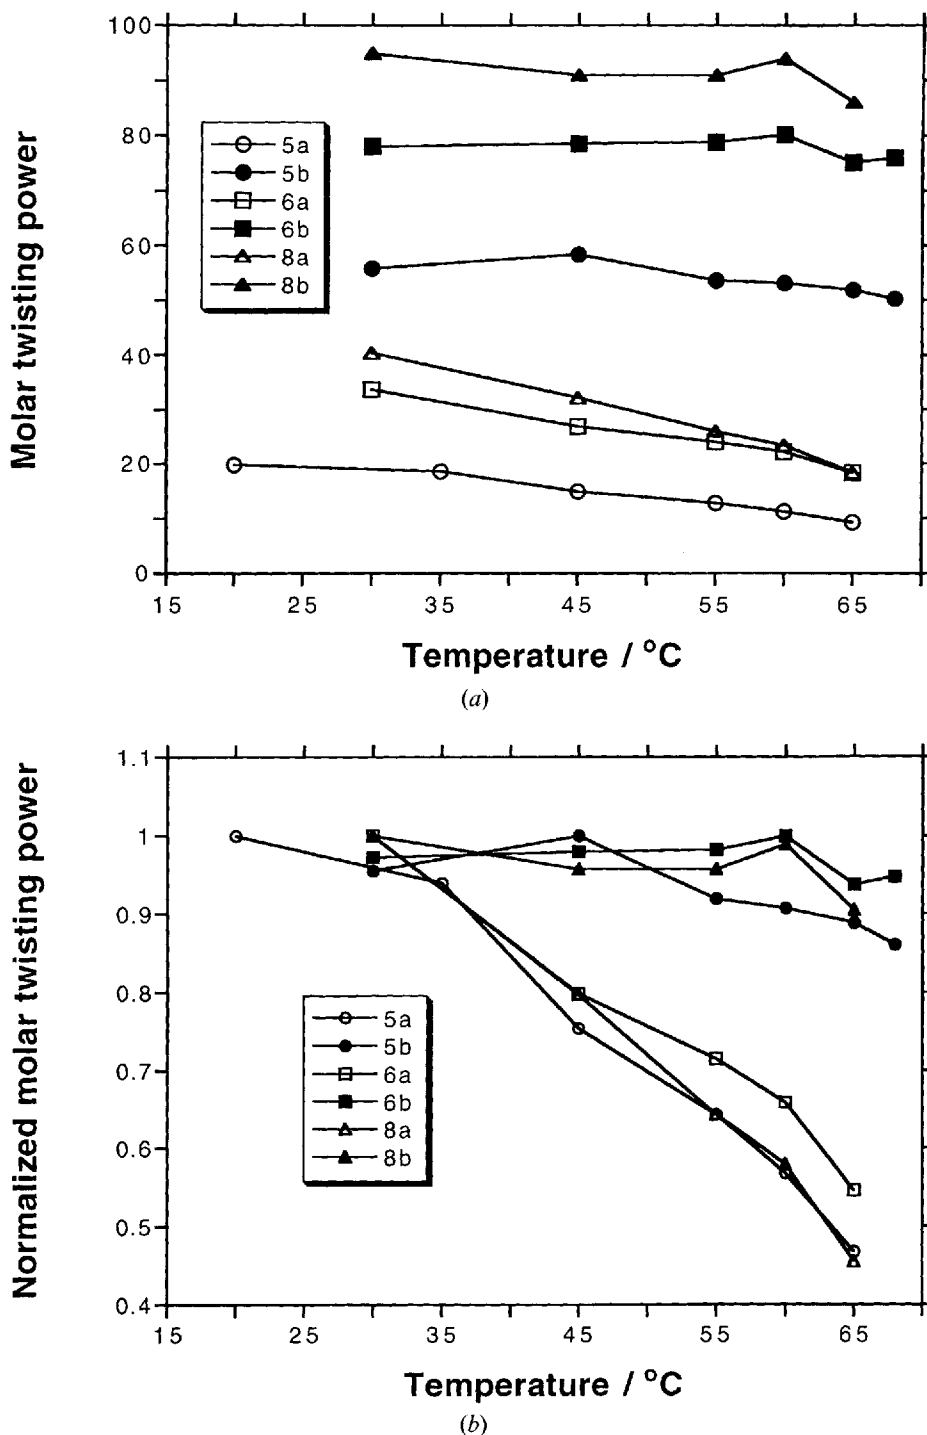 Molar twisting power
100
80
60
40
20
0
5a
5b
6a
6b
8a
8b
15 25 35 45 55 65
Temperature / °C
(a)
Normalized molar twisting power
1.1
1
0.9
0.8
0.7
0.6
0.5
0.4
5a
5b
6a
6b
8a
8b
15 25 35 45 55 65
Temperature / °C
(b)